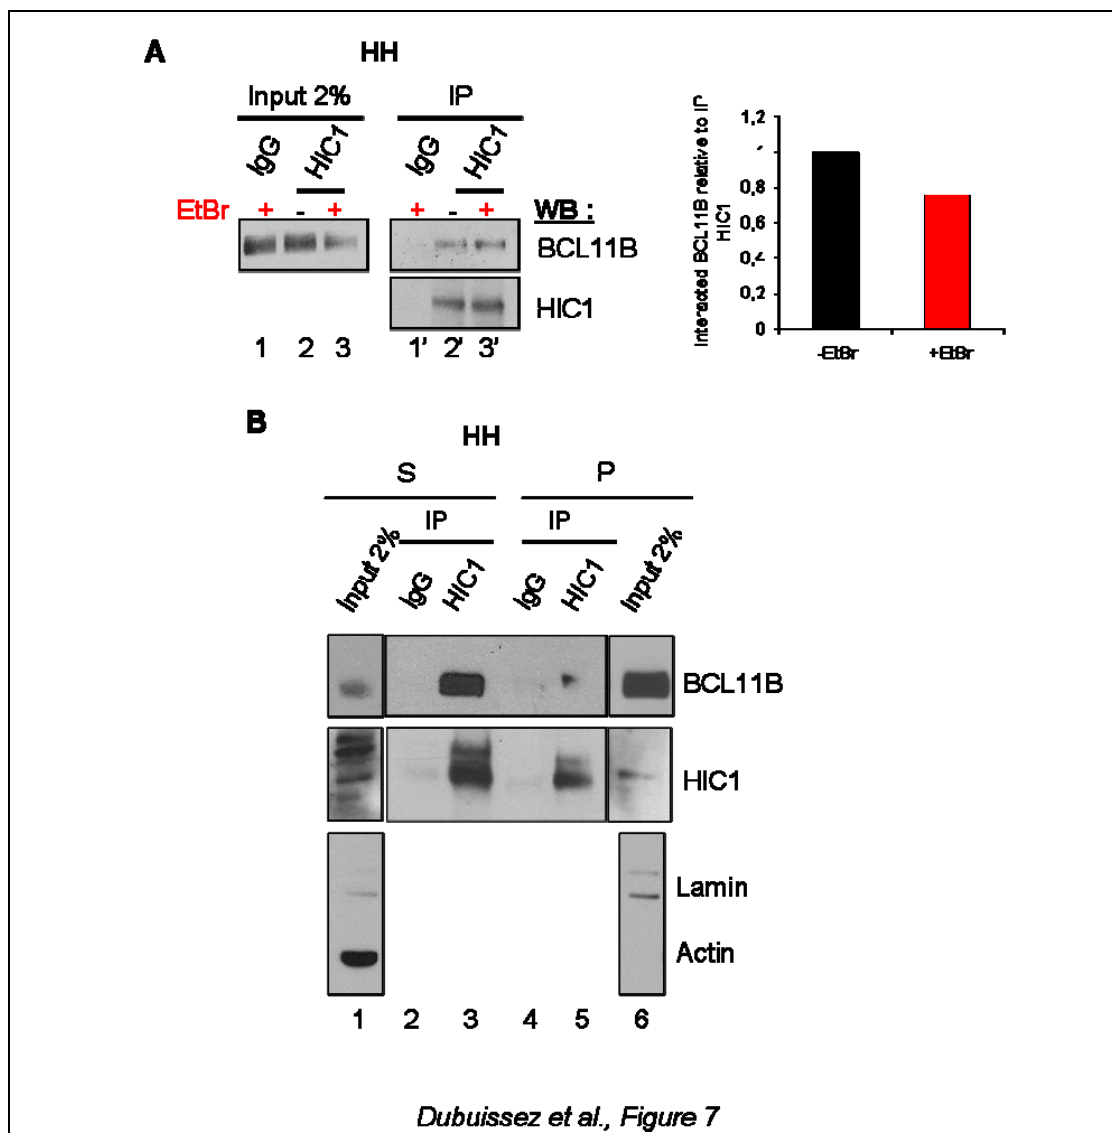 A
HH
Input 2%
IP
IgG
HIC1
IgG
HIC1
EtBr + - + + - + WB :
BCL11B
HIC1
1 2 3 1' 2' 3'
Interacted BCL11B relative to IP
HIC1
1,2
1
0,8
0,6
0,4
0,2
0
-EtBr +EtBr
B
HH
S P
IP IP
Input 2% IgG HIC1 IgG HIC1 Input 2%
BCL11B
HIC1
Lamin
Actin
1 2 3 4 5 6
Dubuissez et al., Figure 7